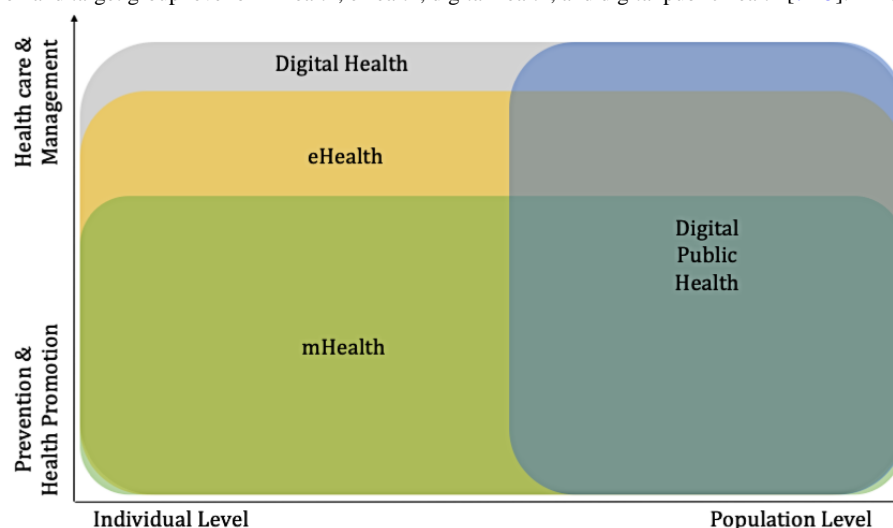 Health care &
Management
Digital Health
eHealth
Digital
Public
Health
mHealth
Prevention &
Health Promotion
Individual Level
Population Level